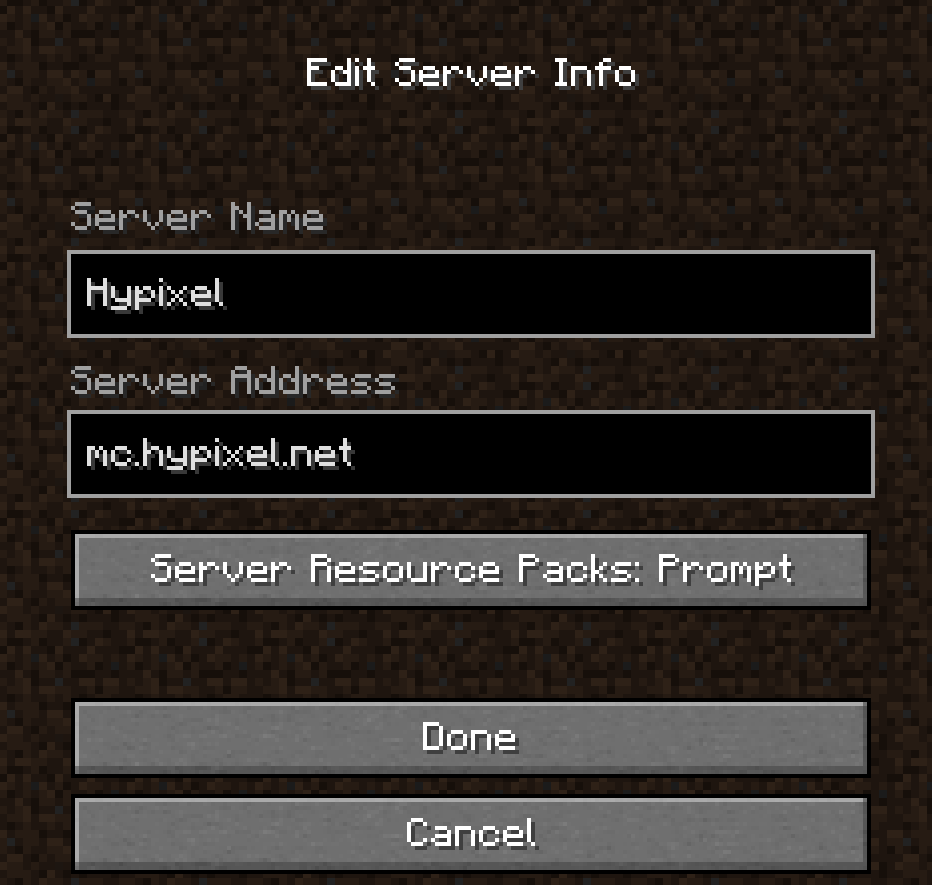 Edit Server Info
Server Name
Hypixel
Server Address
mc.hypixel.net
Server Resource Packs: Prompt
Done
Cancel